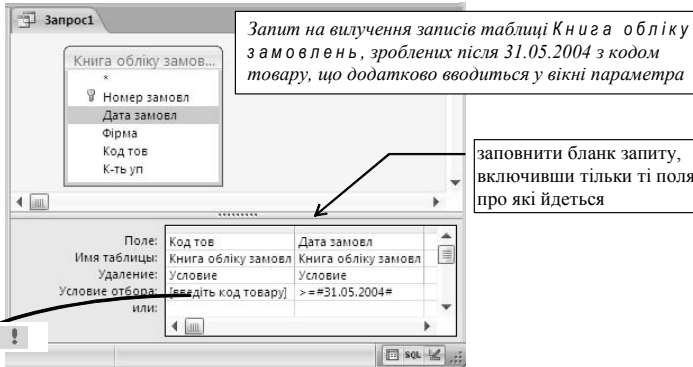 Запрос1
Запит на вилучення записів таблиці Книга обліку
замовлень, зроблених після 31.05.2004 з кодом
товару, що додатково вводиться у вікні параметра
Книга обліку замов...
*
Номер замовл
Дата замовл
Фірма
Код тов
К-ть уп
заповнити бланк запиту,
включивши тільки ті поля
про які йдеться
Поле: Код тов Дата замовл
Имя таблицы: Книга обліку замовл Книга обліку замовл
Удаление: Условие Условие
Условие отбора: [введіть код товару] >=#31.05.2004#
или:
!
SQL